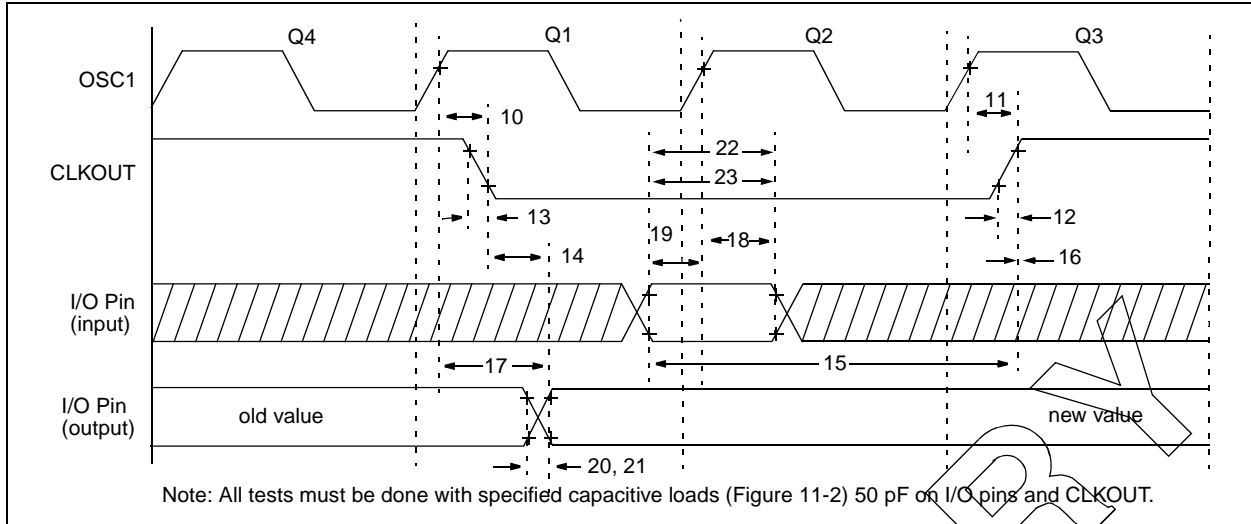 Q4 Q1 Q2 Q3
OSC1
11
10
22
CLKOUT
23
13
12
19
18
14
16
I/O Pin
(input)
17
15
I/O Pin
(output)
old value
new value
20, 21
Note: All tests must be done with specified capacitive loads (Figure 11-2) 50 pF on I/O pins and CLKOUT.
R Y